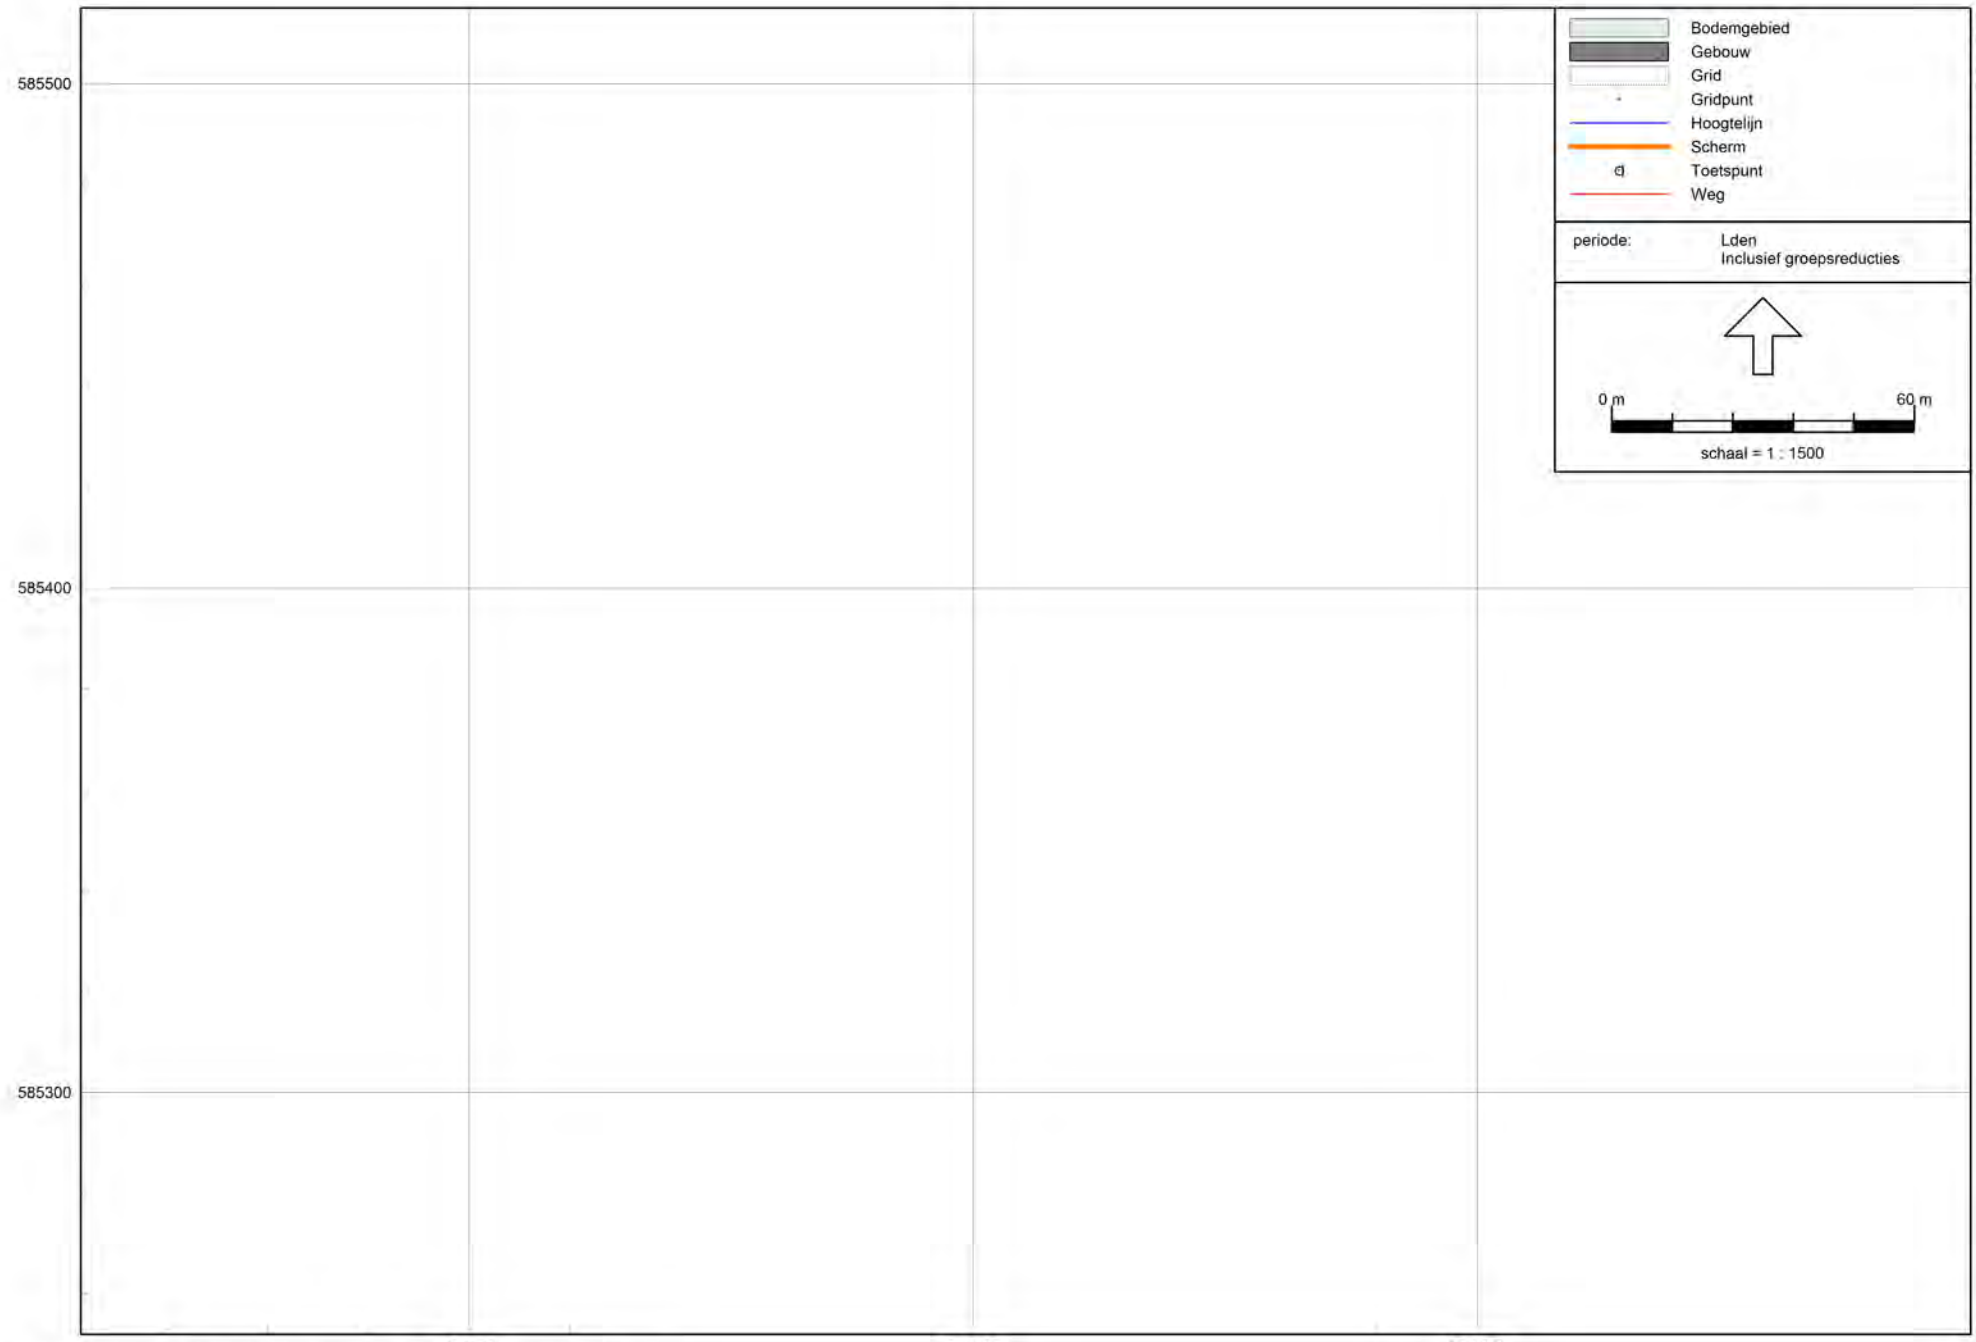 585500
585400
585300
Bodemgebied
Gebouw
Grid
Gridpunt
Hoogtelijn
Scherm
Toetspunt
Weg
periode: Lden
Inclusief groepsreducties
0 m 60 m
schaal = 1 : 1500